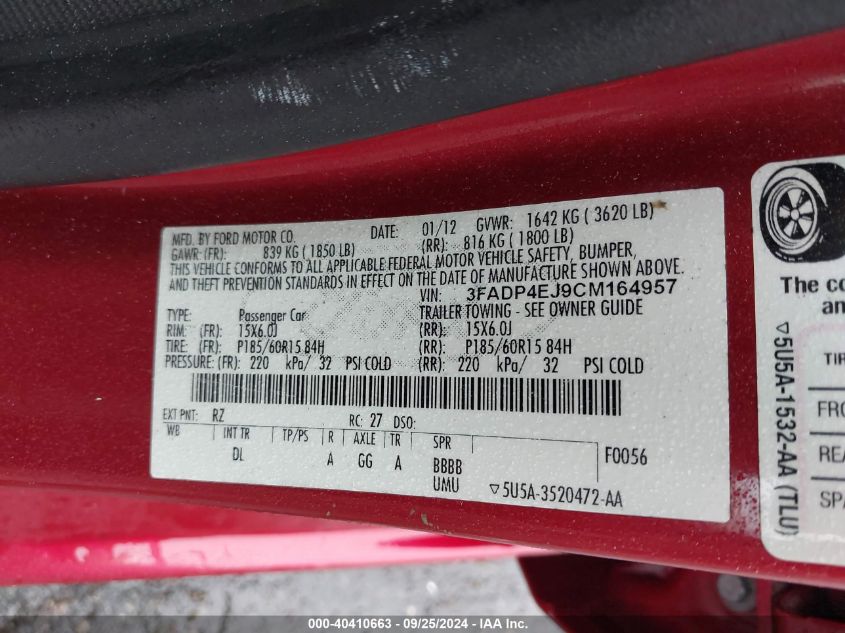 MFD. BY FORD MOTOR CO. DATE: 01/12 GVWR: 1642 KG ( 3620 LB)
GAWR: (FR): 839 KG ( 1850 LB) (RR): 816 KG ( 1800 LB)
THIS VEHICLE CONFORMS TO ALL APPLICABLE FEDERAL MOTOR VEHICLE SAFETY, BUMPER,
AND THEFT PREVENTION STANDARDS IN EFFECT ON THE DATE OF MANUFACTURE SHOWN ABOVE.
VIN: 3FADP4EJ9CM164957
TYPE: Passenger Car TRAILER TOWING - SEE OWNER GUIDE
RIM: (FR): 15X6.0J (RR): 15X6.0J
TIRE: (FR): P185/60R15 84H (RR): P185/60R15 84H
PRESSURE: (FR): 220 kPa/ 32 PSI COLD (RR): 220 kPa/ 32 PSI COLD
EXT PNT: RZ RC: 27 DSO:
WB INT TR TP/PS R AXLE TR SPR
DL A GG A BBBB
UMU
F0056
▽5U5A-3520472-AA
The co
an
TIR
FRO
REA
SPA
▽5U5A-1532-AA (TLU)
000-40410663 - 09/25/2024 - IAA Inc.